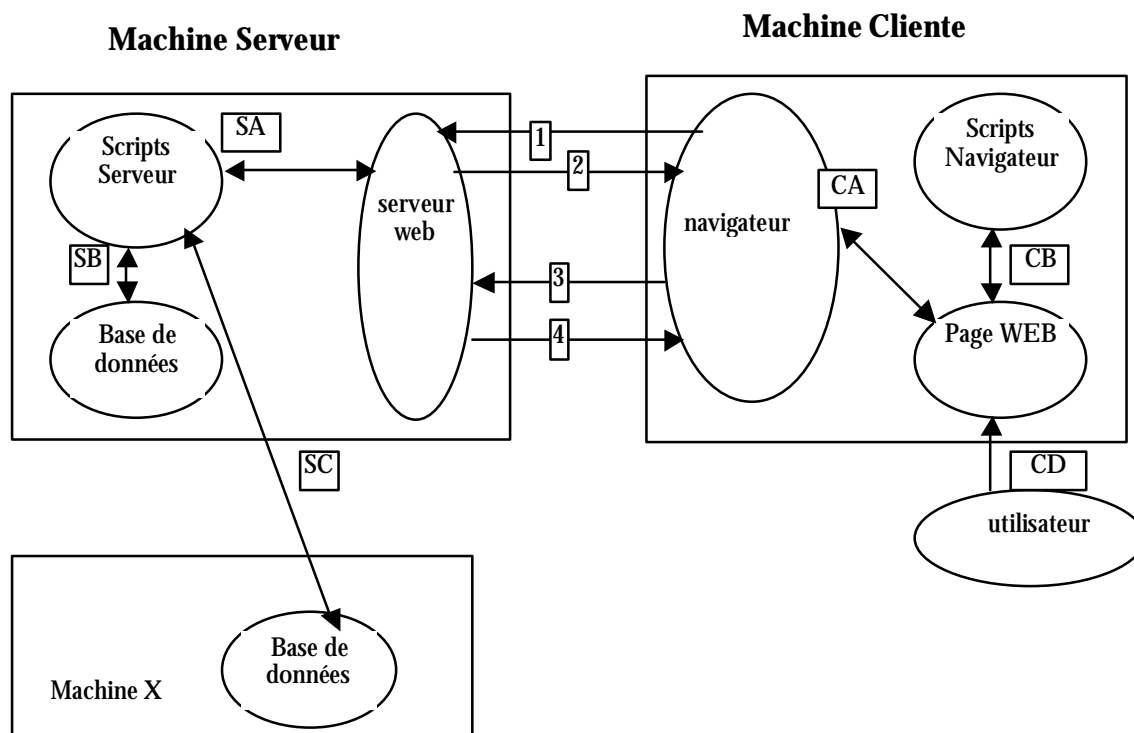 Machine Serveur
Machine Cliente
Scripts
Serveur
SA
serveur
web
SB
Base de
données
1
2
3
4
navigateur
CA
Scripts
Navigateur
CB
Page WEB
SC
CD
utilisateur
Machine X
Base de
données